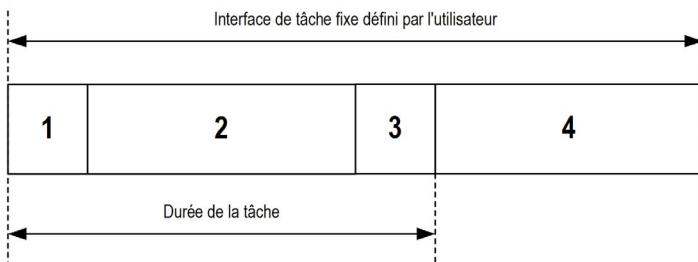 Interface de tâche fixe défini par l'utilisateur
1 2 3 4
Durée de la tâche